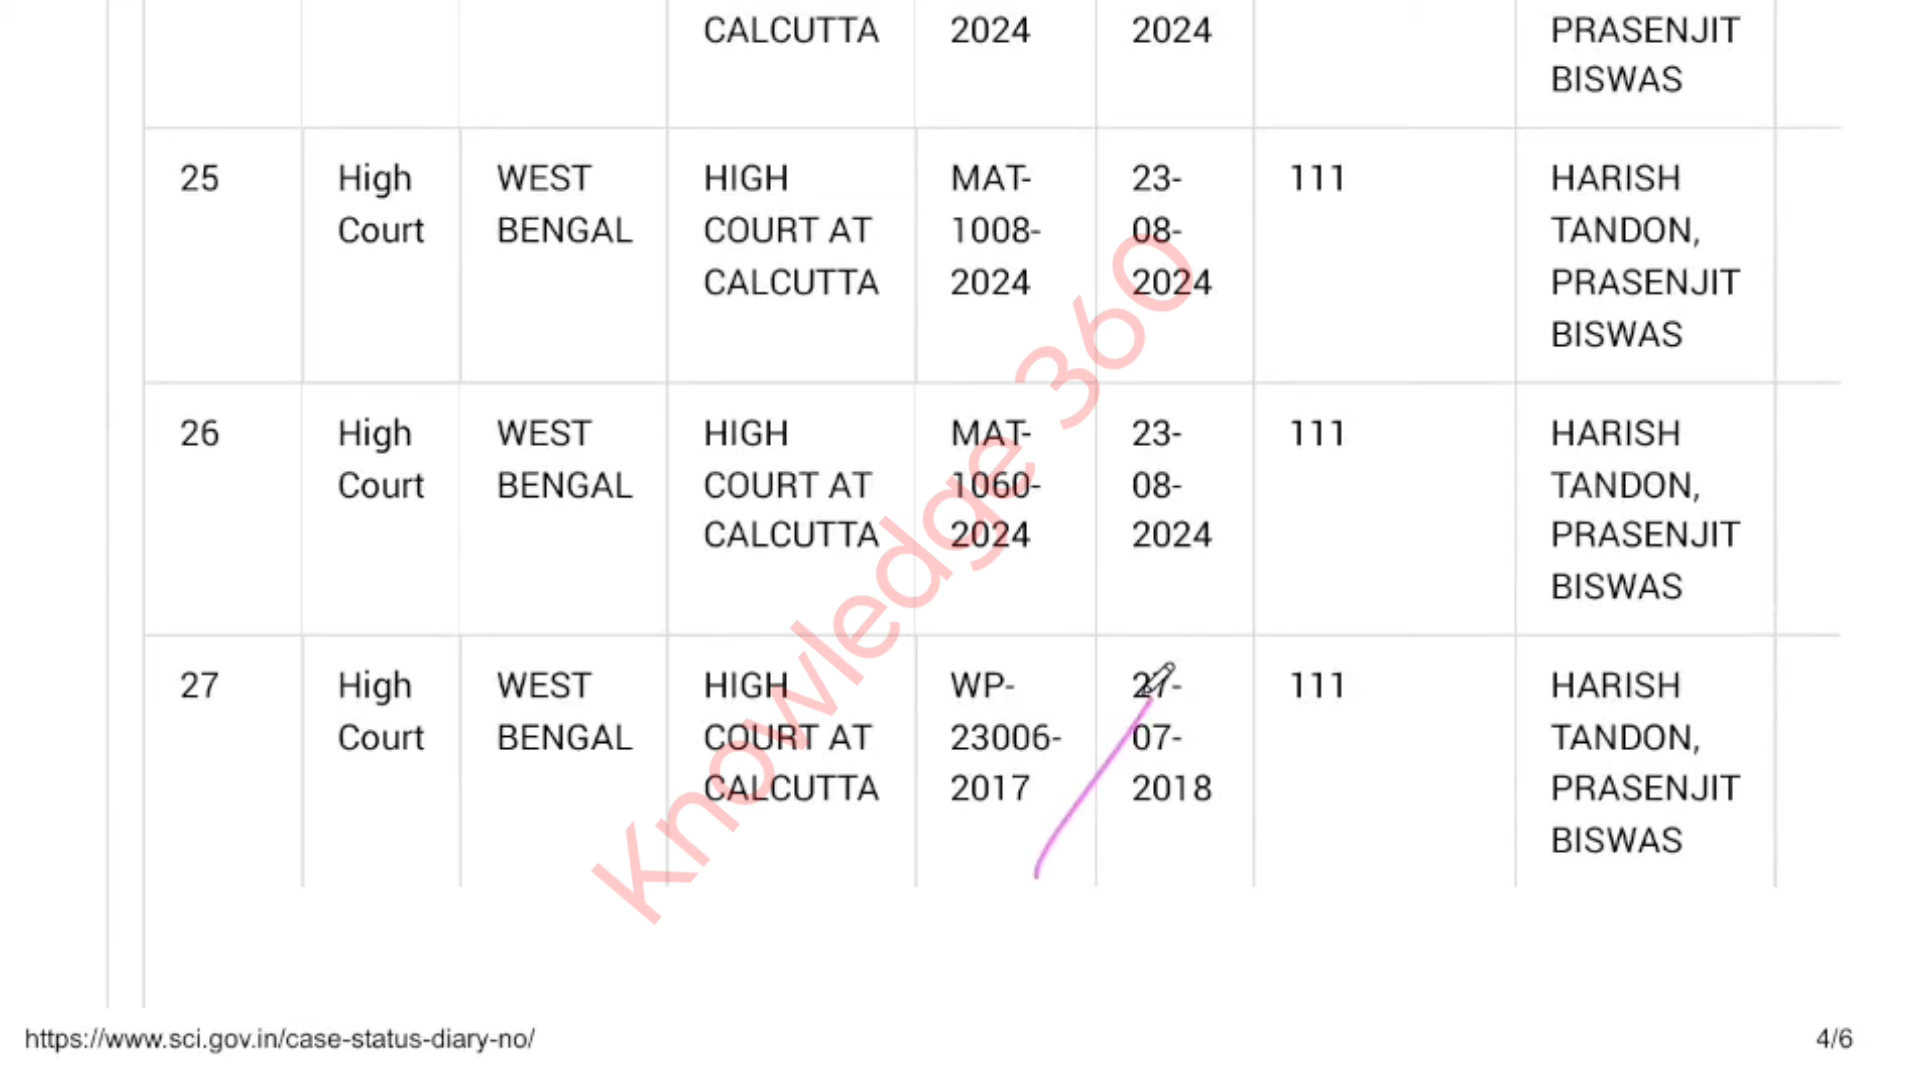 CALCUTTA 2024 2024 PRASENJIT
BISWAS
25 High WEST HIGH MAT- 23- 111 HARISH
Court BENGAL COURT AT 1008- 08- TANDON,
CALCUTTA 2024 2024 PRASENJIT
BISWAS
26 High WEST HIGH MAT- 23- 111 HARISH
Court BENGAL COURT AT 1060- 08- TANDON,
CALCUTTA 2024 2024 PRASENJIT
BISWAS
27 High WEST HIGH WP- 27- 111 HARISH
Court BENGAL COURT AT 23006- 07- TANDON,
CALCUTTA 2017 2018 PRASENJIT
BISWAS
Knowledge 360
https://www.sci.gov.in/case-status-diary-no/ 4/6